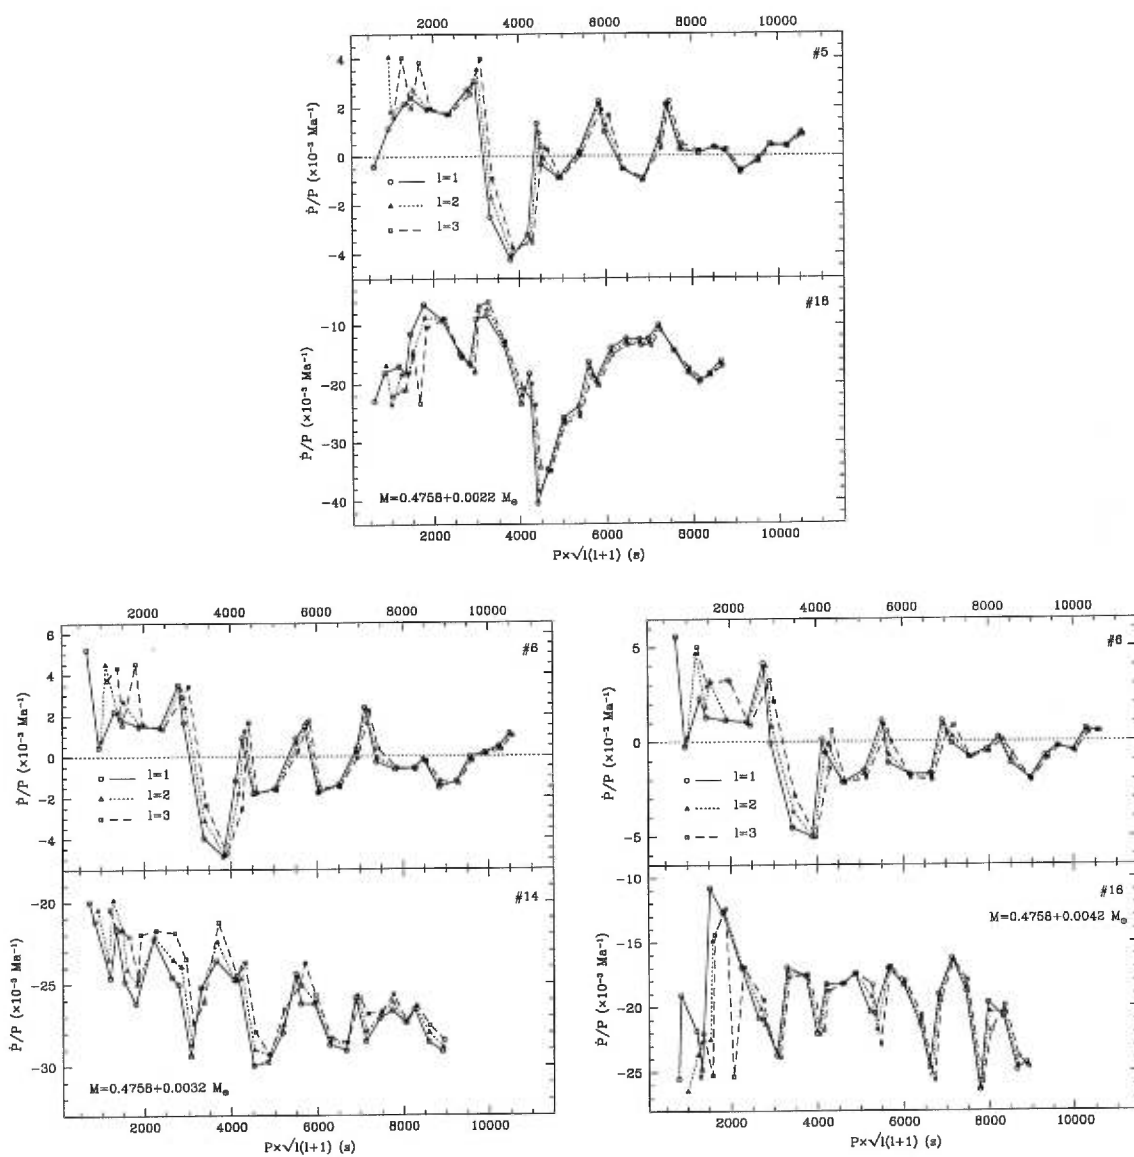 2000 4000 6000 8000 10000
#5
4
2
0
−2
−4
Ṗ/P (×10⁻³ Ma⁻¹)
l=1
l=2
l=3
#18
−10
−20
−30
−40
Ṗ/P (×10⁻³ Ma⁻¹)
M=0.4758+0.0022 M⊙
2000 4000 6000 8000 10000
P×√l(l+1) (s)
2000 4000 6000 8000 10000
#6
6
4
2
0
−2
−4
Ṗ/P (×10⁻³ Ma⁻¹)
l=1
l=2
l=3
#14
−20
−25
−30
Ṗ/P (×10⁻³ Ma⁻¹)
M=0.4758+0.0032 M⊙
2000 4000 6000 8000 10000
P×√l(l+1) (s)
2000 4000 6000 8000 10000
#6
5
0
−5
Ṗ/P (×10⁻³ Ma⁻¹)
l=1
l=2
l=3
#16
−10
−15
−20
−25
Ṗ/P (×10⁻³ Ma⁻¹)
M=0.4758+0.0042 M⊙
2000 4000 6000 8000 10000
P×√l(l+1) (s)